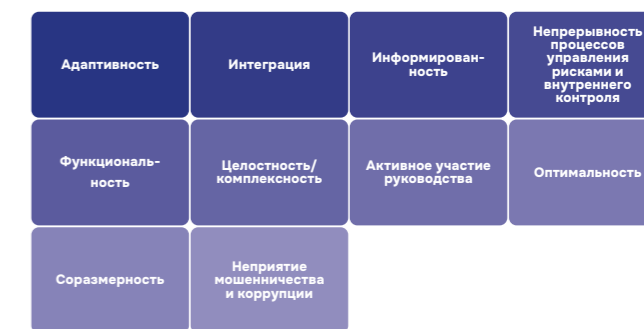 Адаптивность
Интеграция
Информирован-
ность
Непрерывность
процессов
управления
рисками и
внутреннего
контроля
Функциональ-
ность
Целостность/
комплексность
Активное участие
руководства
Оптимальность
Соразмерность
Неприятие
мошенничества
и коррупции